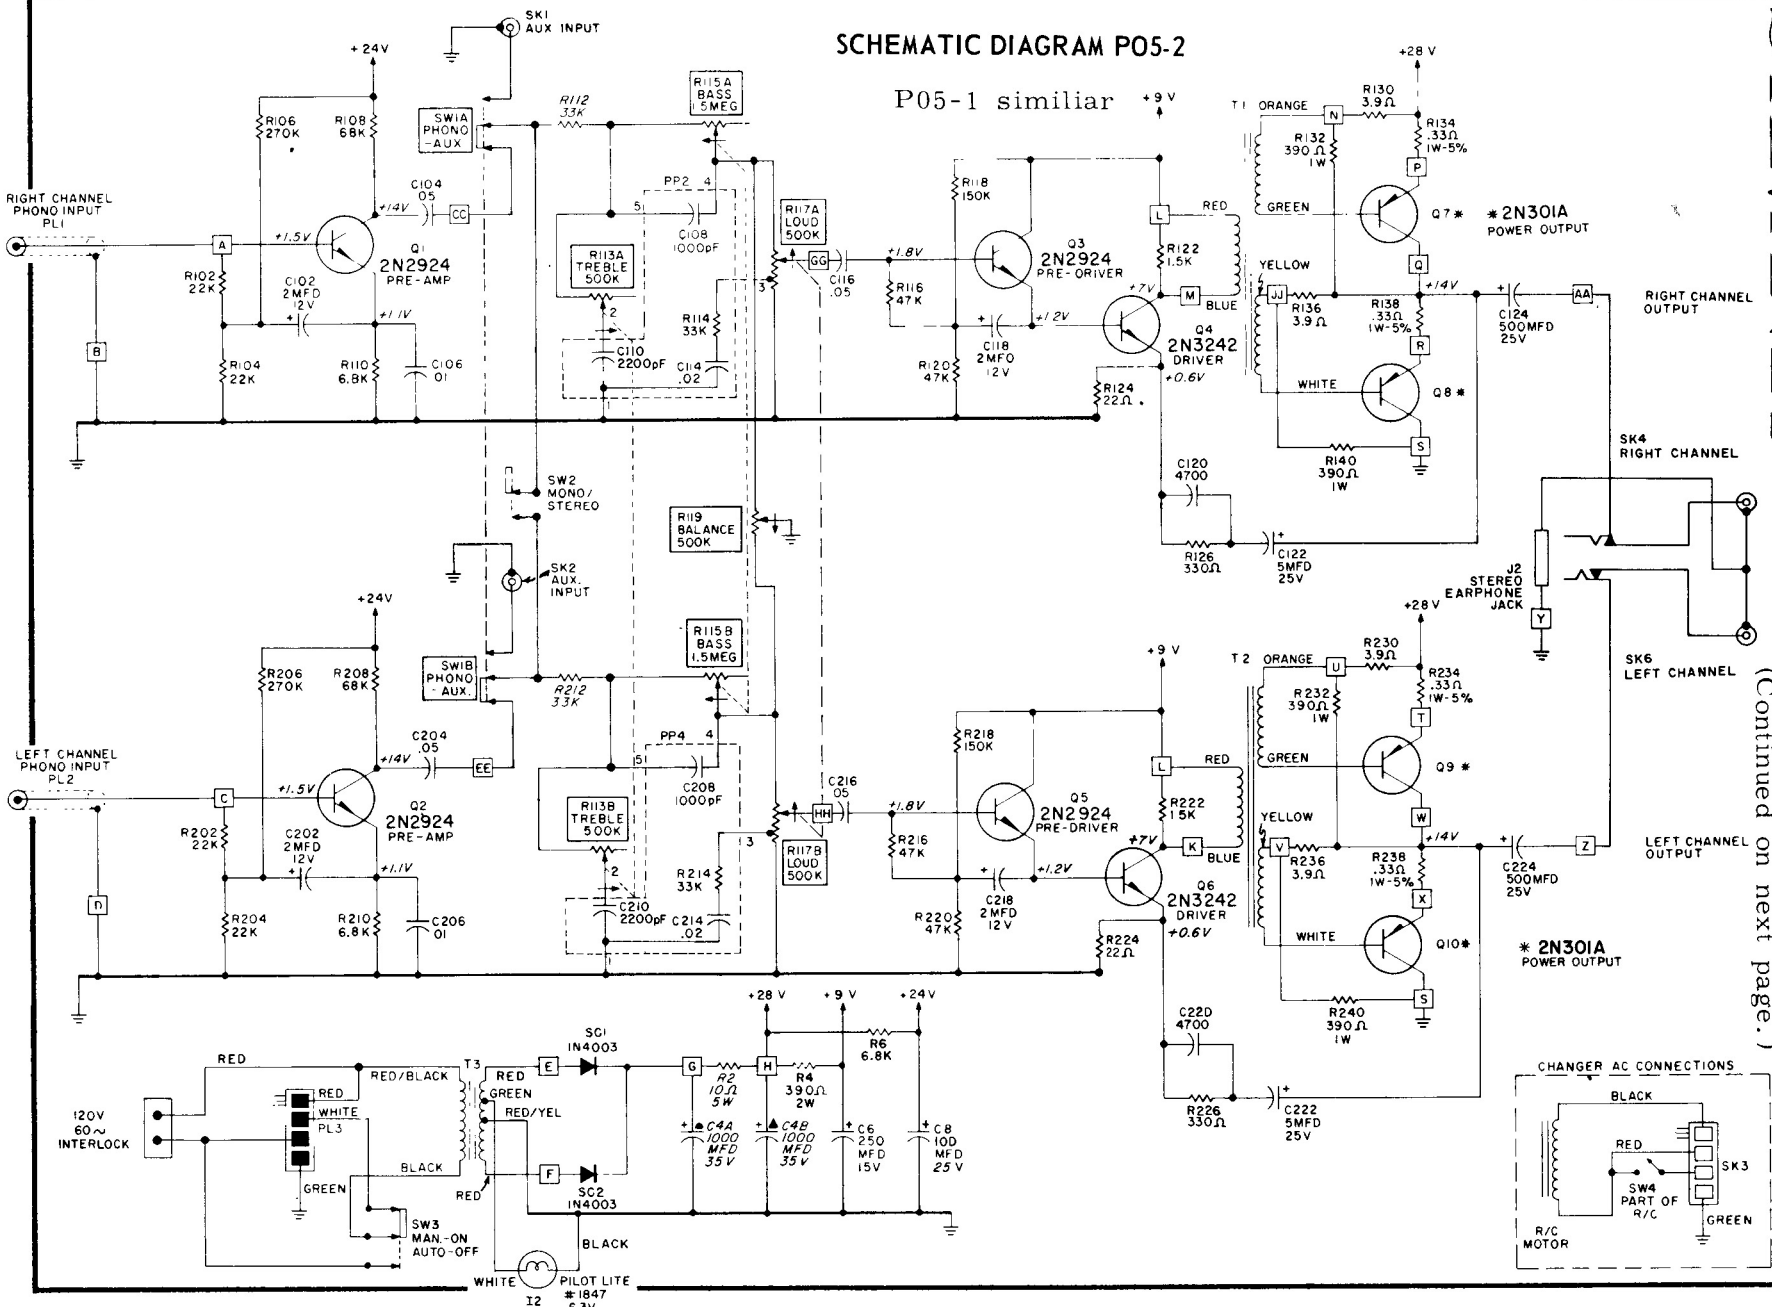 SCHEMATIC DIAGRAM PO5-2
P05-1 similiar
SK1
AUX INPUT
+24V
R106
270K
R108
68K
SW1A
PHONO
-AUX
R112
33K
R115A
BASS
1.5MEG
RIGHT CHANNEL
PHONO INPUT
PL1
A
+1.5V
+14V
C104
.05
CC
Q1
2N2924
PRE-AMP
R102
22K
C102
2MFD
12V
+1.1V
B
R104
22K
R110
6.8K
C106
01
PP2
4
5
C108
1000pF
R113A
TREBLE
500K
2
R114
33K
3
C110
2200pF
C114
.02
1
R117A
LOUD
500K
GG
C116
.05
+9V
R118
150K
+1.8V
Q3
2N2924
PRE-DRIVER
R116
47K
C118
2MFD
12V
+1.2V
R120
47K
L
RED
R122
1.5K
+7V
M
BLUE
Q4
2N3242
DRIVER
+0.6V
R124
22Ω
T1
ORANGE
N
R130
3.9Ω
+28V
R132
390Ω
1W
R134
.33Ω
1W-5%
P
GREEN
Q7*
*2N301A
POWER OUTPUT
Q
YELLOW
JJ
R136
3.9Ω
R138
.33Ω
1W-5%
+14V
C124
500MFD
25V
AA
RIGHT CHANNEL
OUTPUT
R
WHITE
Q8*
S
R140
390Ω
1W
C120
4700
R126
330Ω
C122
5MFD
25V
SW2
MONO/
STEREO
R119
BALANCE
500K
SK2
AUX.
INPUT
SK4
RIGHT CHANNEL
J2
STEREO
EARPHONE
JACK
Y
SK6
LEFT CHANNEL
+24V
R206
270K
R208
68K
SW1B
PHONO
-AUX.
R212
33K
R115B
BASS
1.5MEG
LEFT CHANNEL
PHONO INPUT
PL2
C
+1.5V
+14V
C204
.05
EE
Q2
2N2924
PRE-AMP
R202
22K
C202
2MFD
12V
+1.1V
D
R204
22K
R210
6.8K
C206
01
PP4
4
5
C208
1000pF
R113B
TREBLE
500K
2
R214
33K
3
C210
2200pF
C214
.02
1
R117B
LOUD
500K
HH
C216
05
+9V
R218
150K
+1.8V
Q5
2N2924
PRE-DRIVER
R216
47K
C218
2MFD
12V
+1.2V
R220
47K
L
RED
R222
15K
+7V
K
BLUE
Q6
2N3242
DRIVER
+0.6V
R224
22Ω
T2
ORANGE
U
R230
3.9Ω
+28V
R232
390Ω
1W
R234
.33Ω
1W-5%
T
GREEN
Q9*
W
YELLOW
V
R236
3.9Ω
R238
.33Ω
1W-5%
+14V
C224
500MFD
25V
Z
LEFT CHANNEL
OUTPUT
X
WHITE
Q10*
*2N301A
POWER OUTPUT
S
R240
390Ω
1W
C220
4700
R226
330Ω
C222
5MFD
25V
(Continued on next page.)
120V
60~
INTERLOCK
RED
RED/BLACK
RED
WHITE
PL3
GREEN
BLACK
SW3
MAN.-ON
AUTO-OFF
T3
RED
GREEN
RED/YEL
RED
E
F
SC1
1N4003
SC2
1N4003
BLACK
WHITE
PILOT LITE
#1847
6.3V
I2
G
R2
10Ω
5W
H
+28V
+9V
+24V
R6
6.8K
R4
390Ω
2W
C4A
1000
MFD
35V
C4B
1000
MFD
35V
C6
250
MFD
15V
C8
100
MFD
25V
CHANGER AC CONNECTIONS
BLACK
RED
SW4
PART OF
R/C
SK3
GREEN
R/C
MOTOR